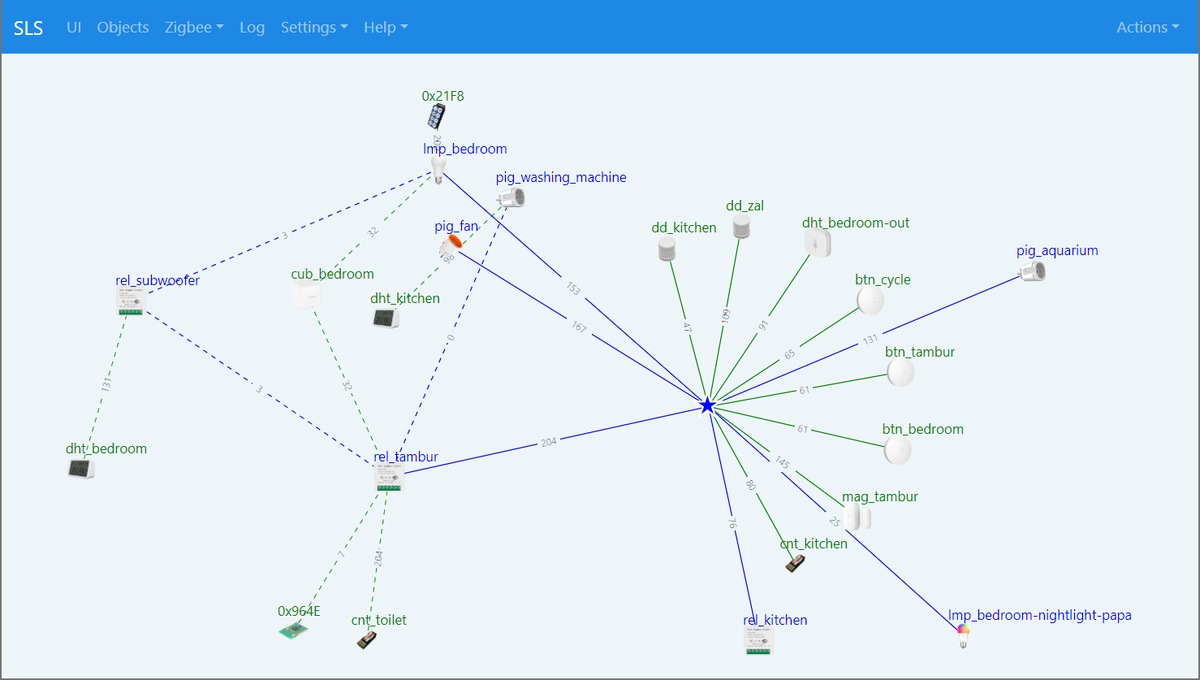 SLS UI Objects Zigbee Log Settings Help Actions
0x21F8
lmp_bedroom
pig_washing_machine
dd_zal
pig_fan
dd_kitchen
dht_bedroom-out
3
32
98
pig_aquarium
rel_subwoofer
cub_bedroom
btn_cycle
dht_kitchen
153
167
47
109
91
131
0
65
btn_tambur
131
3
32
61
btn_bedroom
61
dht_bedroom
204
rel_tambur
145
80
mag_tambur
76
25
cnt_kitchen
7
204
0x964E
cnt_toilet
rel_kitchen
lmp_bedroom-nightlight-papa